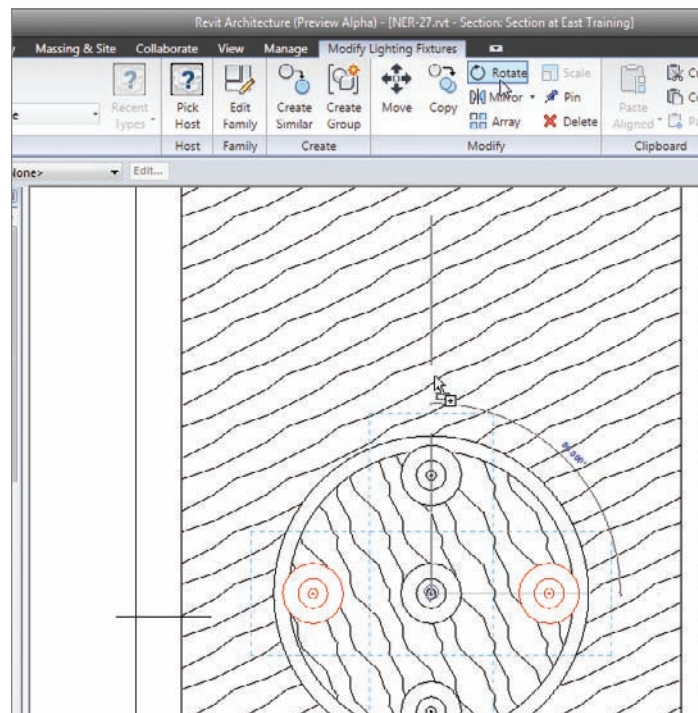 Revit Architecture (Preview Alpha) - [NER-27.rvt - Section: Section at East Training]
Massing & Site Collaborate View Manage Modify Lighting Fixtures
Recent Types
Pick Host
Edit Family
Create Similar
Create Group
Move
Copy
Rotate
Mirror
Array
Scale
Pin
Delete
Paste Aligned
Host Family Create Modify Clipboard
None> Edit...